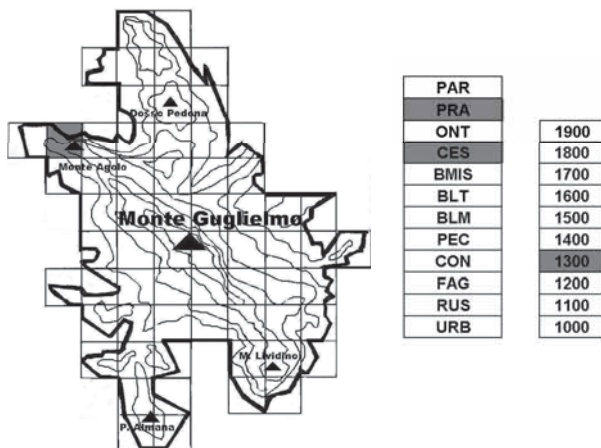 Dosso Pedona
Monte Agolo
Monte Guglielmo
M. Lividino
P. Almana
PAR
PRA
ONT
CES
BMIS
BLT
BLM
PEC
CON
FAG
RUS
URB
1900
1800
1700
1600
1500
1400
1300
1200
1100
1000